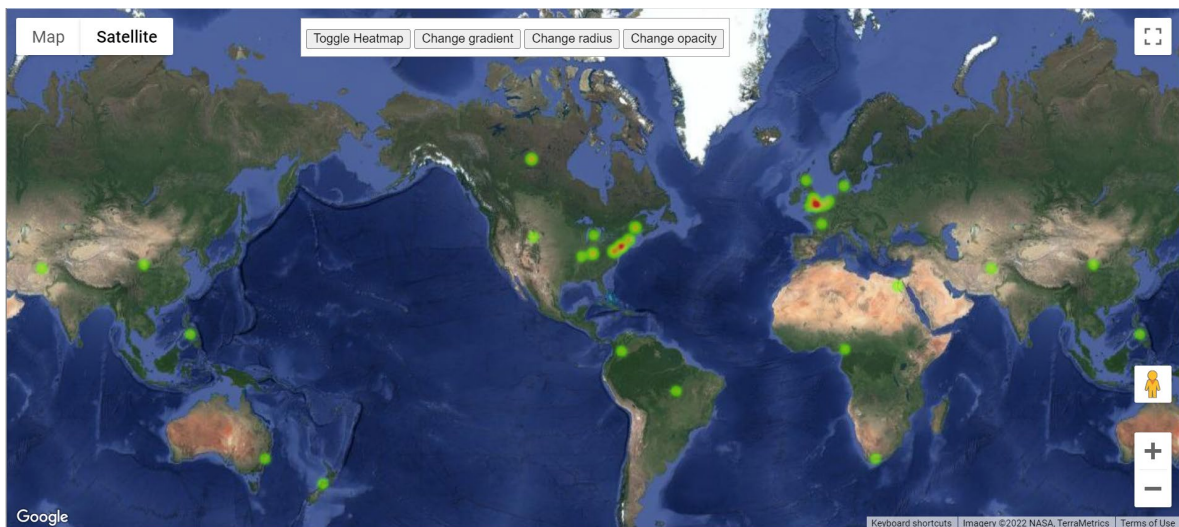 Map Satellite
Toggle Heatmap Change gradient Change radius Change opacity
Google
Keyboard shortcuts Imagery ©2022 NASA, TerraMetrics Terms of Use